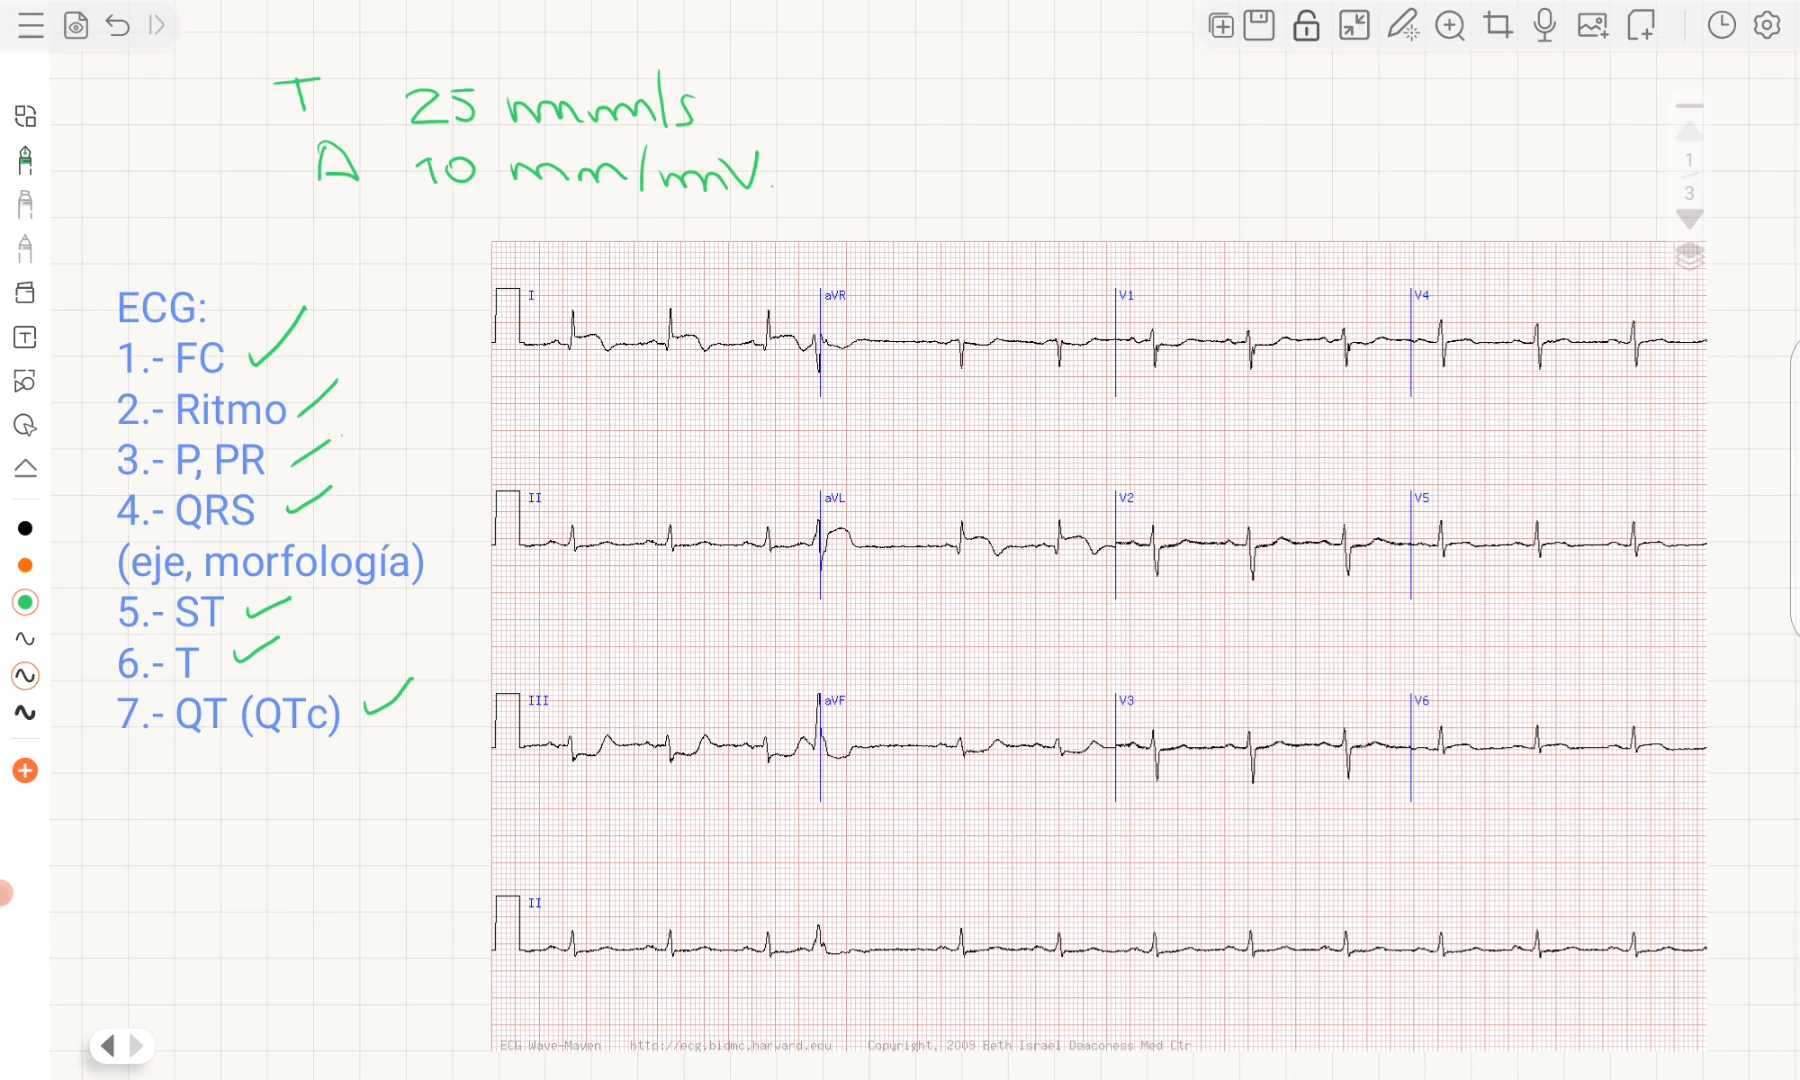 T 25 mm/s
A 10 mm/mV.
1
3
ECG:
1.- FC
2.- Ritmo
3.- P, PR
4.- QRS
(eje, morfología)
5.- ST
6.- T
7.- QT (QTc)
I aVR V1 V4
II aVL V2 V5
III aVF V3 V6
II
ECG Wave-Maven http://ecg.bidmc.harvard.edu Copyright, 2009 Beth Israel Deaconess Med Ctr